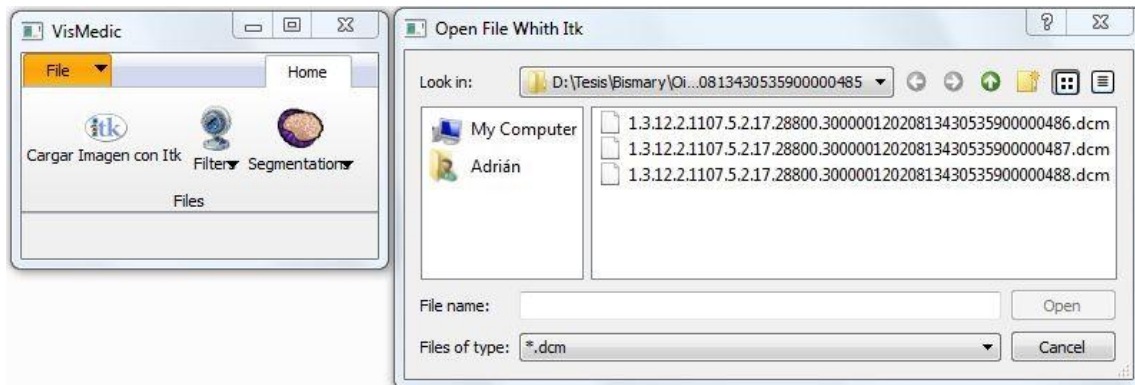 VisMedic
File
Home
itk
Cargar Imagen con Itk
Filters
Segmentations
Files
Open File Whith Itk
Look in:
D:\Tesis\Bismary\Oi...0813430535900000485
My Computer
Adrián
1.3.12.2.1107.5.2.17.28800.30000012020813430535900000486.dcm
1.3.12.2.1107.5.2.17.28800.30000012020813430535900000487.dcm
1.3.12.2.1107.5.2.17.28800.30000012020813430535900000488.dcm
File name:
Open
Files of type:
*.dcm
Cancel